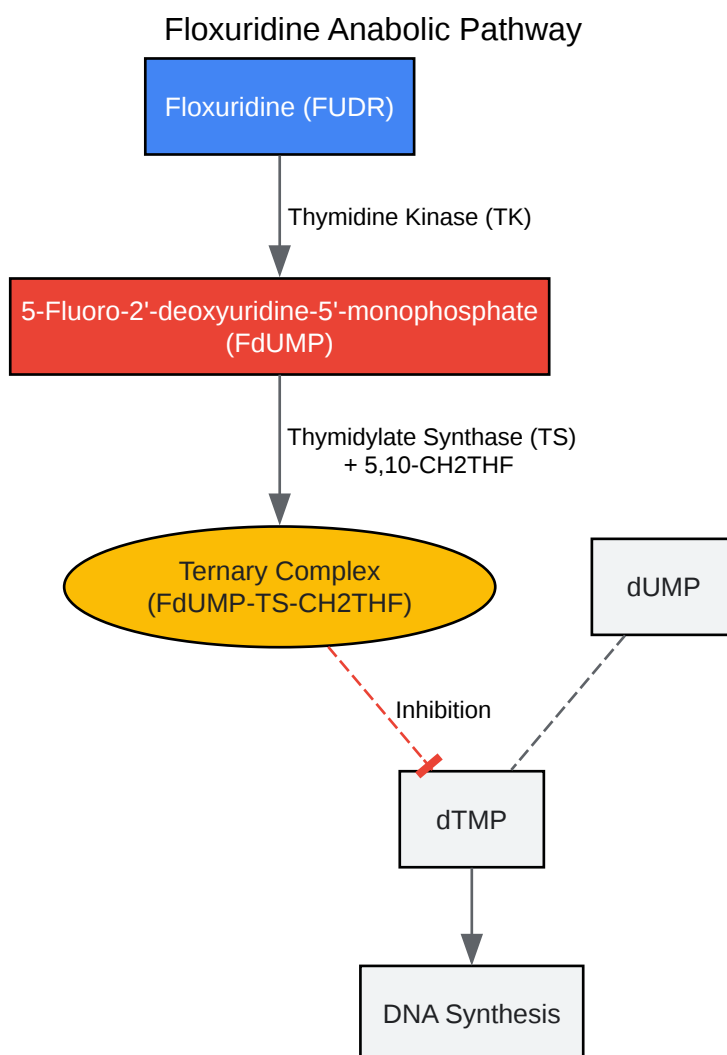 Floxuridine Anabolic Pathway
Floxuridine (FUDR)
Thymidine Kinase (TK)
5-Fluoro-2'-deoxyuridine-5'-monophosphate
(FdUMP)
Thymidylate Synthase (TS)
+ 5,10-CH2THF
Ternary Complex
(FdUMP-TS-CH2THF)
dUMP
Inhibition
dTMP
DNA Synthesis